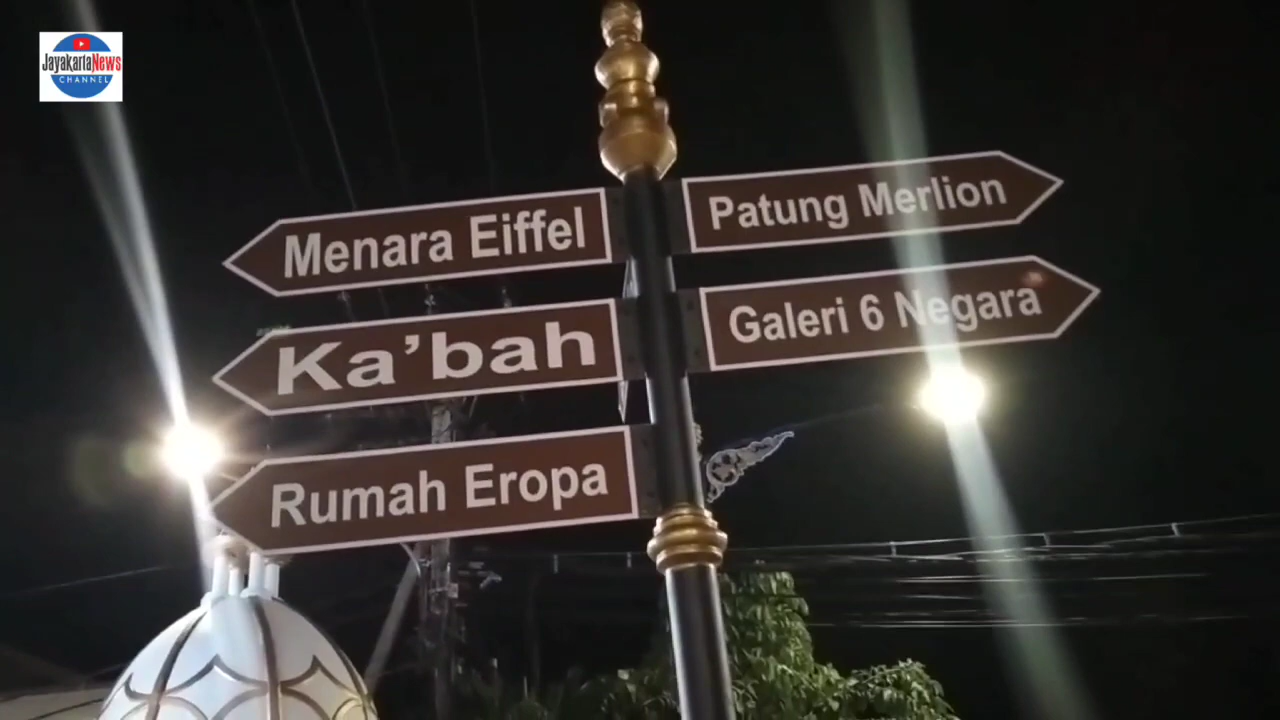 JayakartaNews
CHANNEL
Menara Eiffel
Ka'bah
Rumah Eropa
Patung Merlion
Galeri 6 Negara